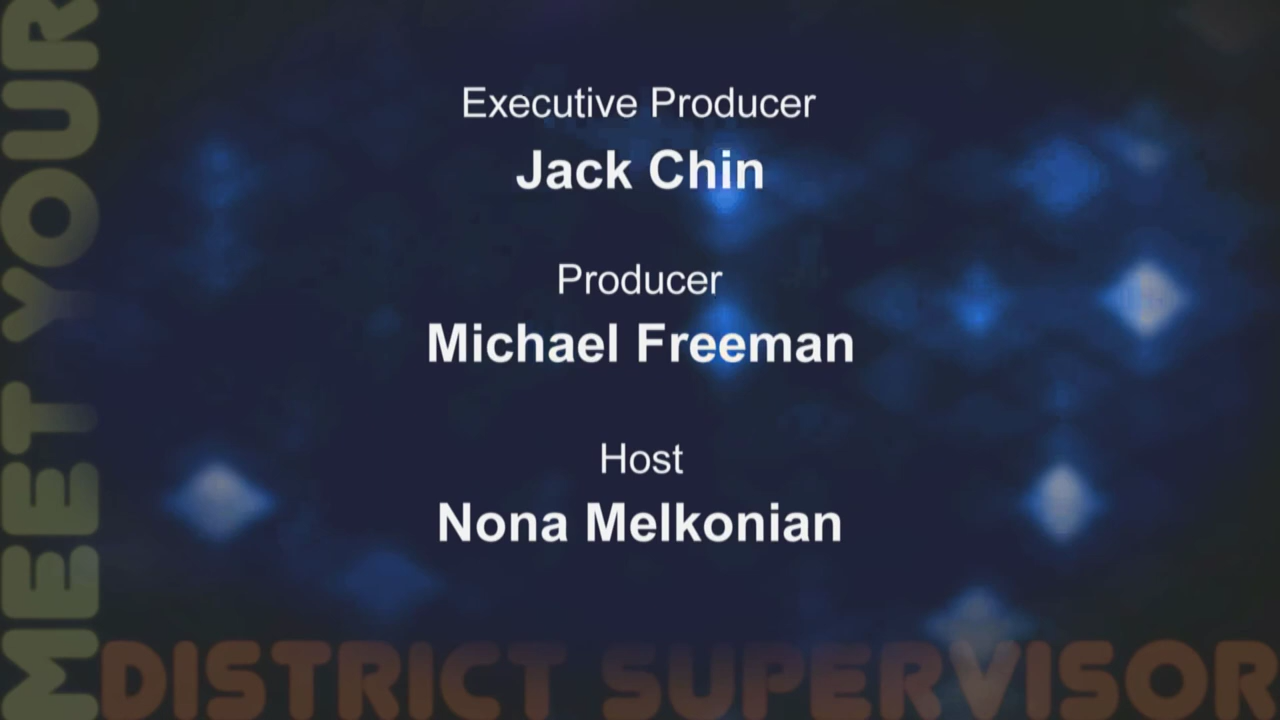 MEET YOUR
DISTRICT SUPERVISOR
Executive Producer
Jack Chin
Producer
Michael Freeman
Host
Nona Melkonian